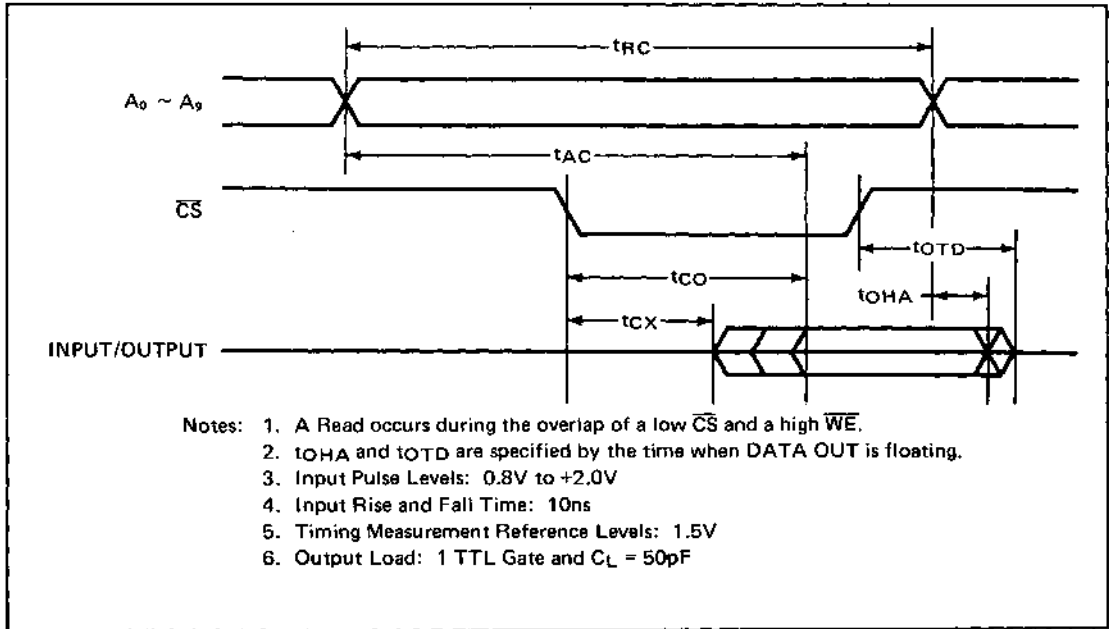 tRC
A0 ~ A9
tAC
CS
tOTD
tCO
tOHA
tCX
INPUT/OUTPUT
Notes: 1. A Read occurs during the overlap of a low CS and a high WE.
2. tOHA and tOTD are specified by the time when DATA OUT is floating.
3. Input Pulse Levels: 0.8V to +2.0V
4. Input Rise and Fall Time: 10ns
5. Timing Measurement Reference Levels: 1.5V
6. Output Load: 1 TTL Gate and CL = 50pF